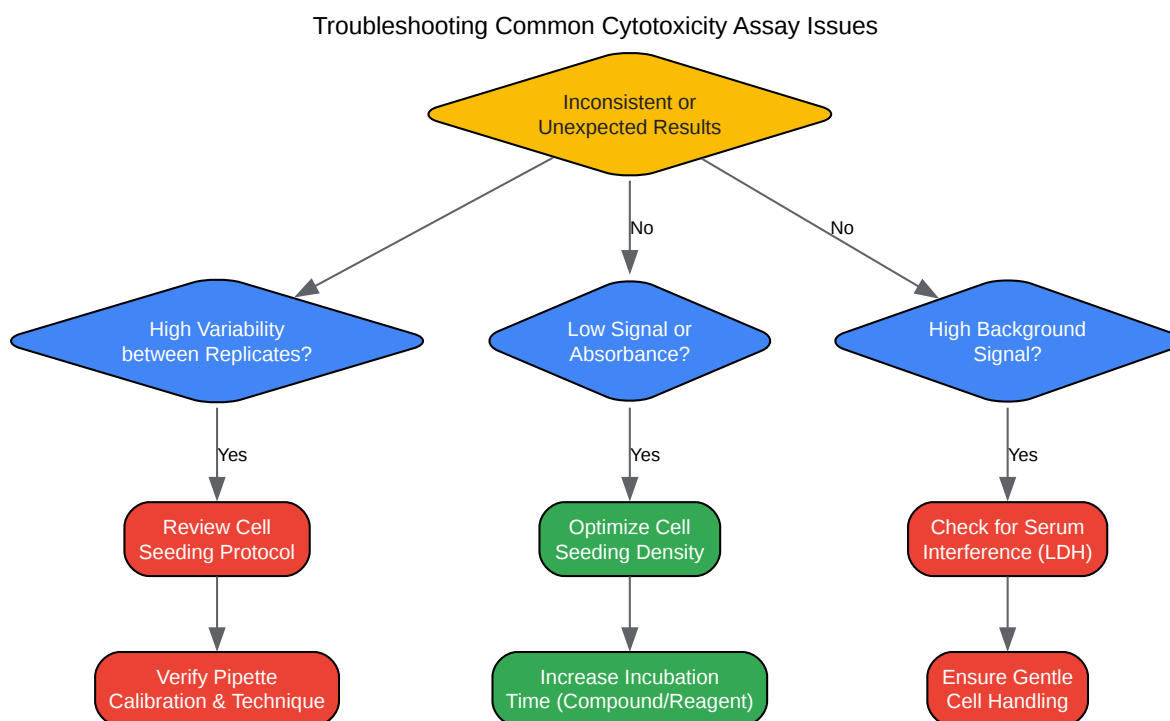 Troubleshooting Common Cytotoxicity Assay Issues
Inconsistent or
Unexpected Results
No
No
High Variability
between Replicates?
Low Signal or
Absorbance?
High Background
Signal?
Yes
Yes
Yes
Review Cell
Seeding Protocol
Optimize Cell
Seeding Density
Check for Serum
Interference (LDH)
Verify Pipette
Calibration & Technique
Increase Incubation
Time (Compound/Reagent)
Ensure Gentle
Cell Handling